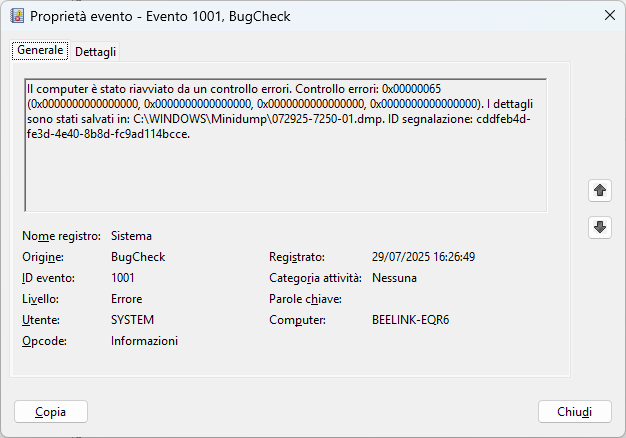 Proprietà evento - Evento 1001, BugCheck
Generale
Dettagli
Il computer è stato riavviato da un controllo errori. Controllo errori: 0x00000065
(0x0000000000000000, 0x0000000000000000, 0x0000000000000000, 0x0000000000000000). I dettagli
sono stati salvati in: C:\WINDOWS\Minidump\072925-7250-01.dmp. ID segnalazione: cddfeb4d-
fe3d-4e40-8b8d-fc9ad114bcce.
Nome registro: Sistema
Origine: BugCheck Registrato: 29/07/2025 16:26:49
ID evento: 1001 Categoria attività: Nessuna
Livello: Errore Parole chiave:
Utente: SYSTEM Computer: BEELINK-EQR6
Opcode: Informazioni
Copia Chiudi